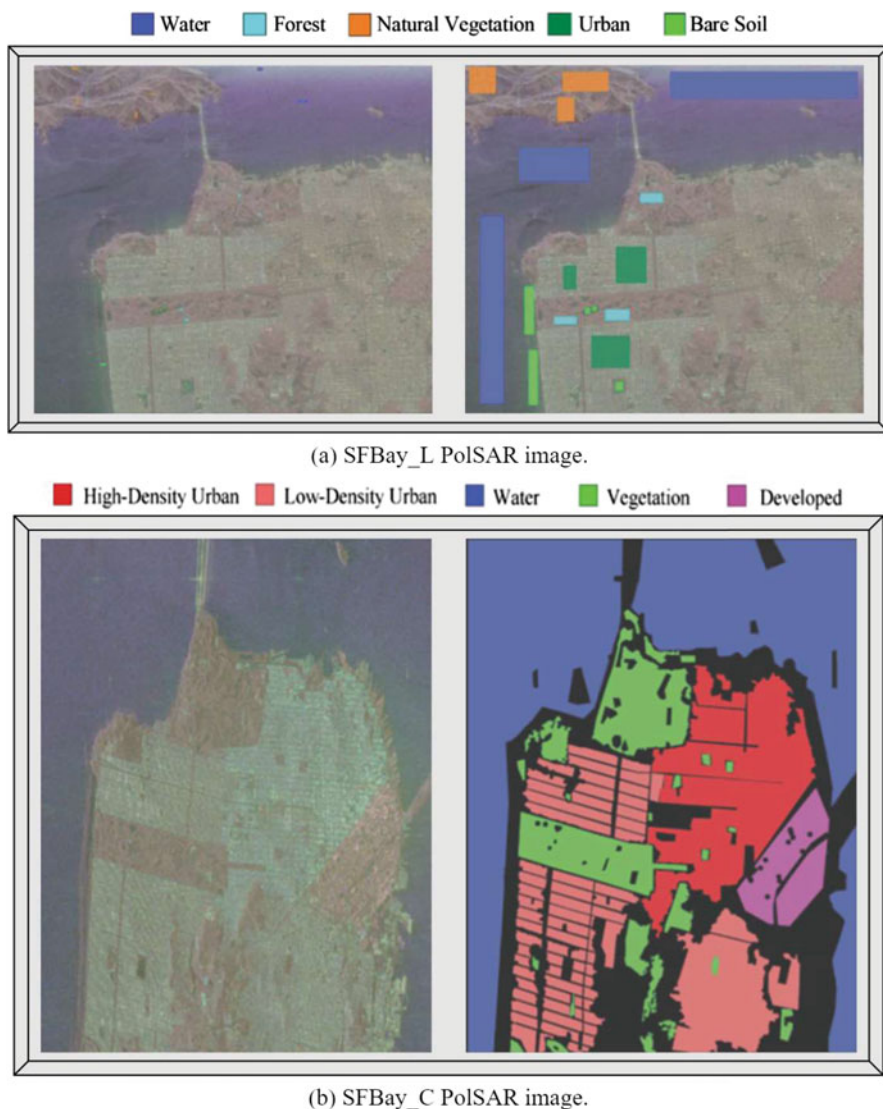 Water Forest Natural Vegetation Urban Bare Soil
(a) SFBay_L PolSAR image.
High-Density Urban Low-Density Urban Water Vegetation Developed
(b) SFBay_C PolSAR image.